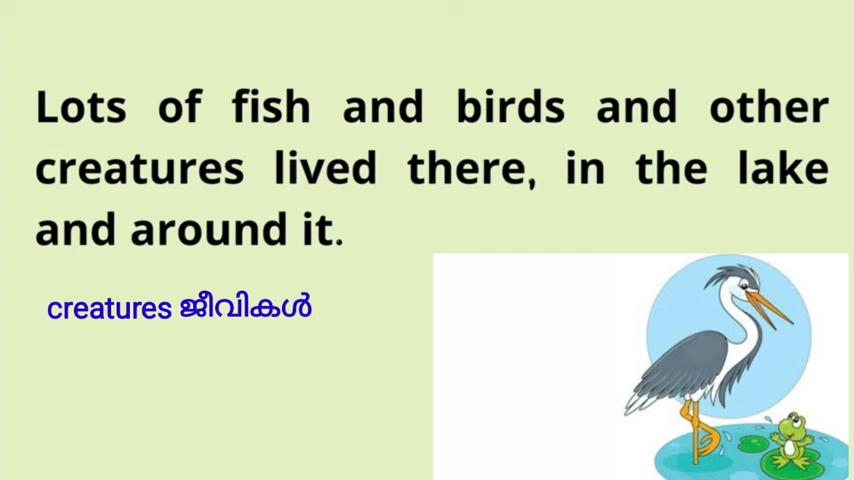 Lots of fish and birds and other
creatures lived there, in the lake
and around it.
creatures ജീവികൾ